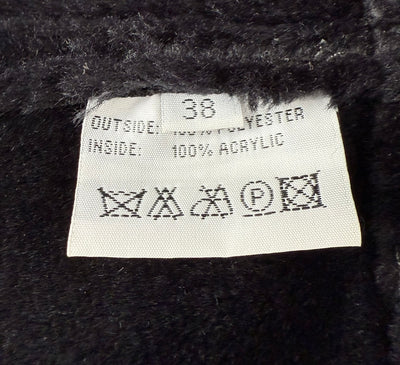 38
OUTSIDE: 100% POLYESTER
INSIDE: 100% ACRYLIC
P